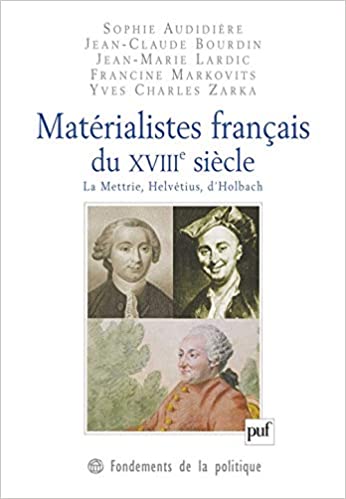 Sophie Audidière
Jean-Claude Bourdin
Jean-Marie Lardic
Francine Markovits
Yves Charles Zarka
Matérialistes français
du XVIIIe siècle
La Mettrie, Helvétius, d'Holbach
puf
Fondements de la politique